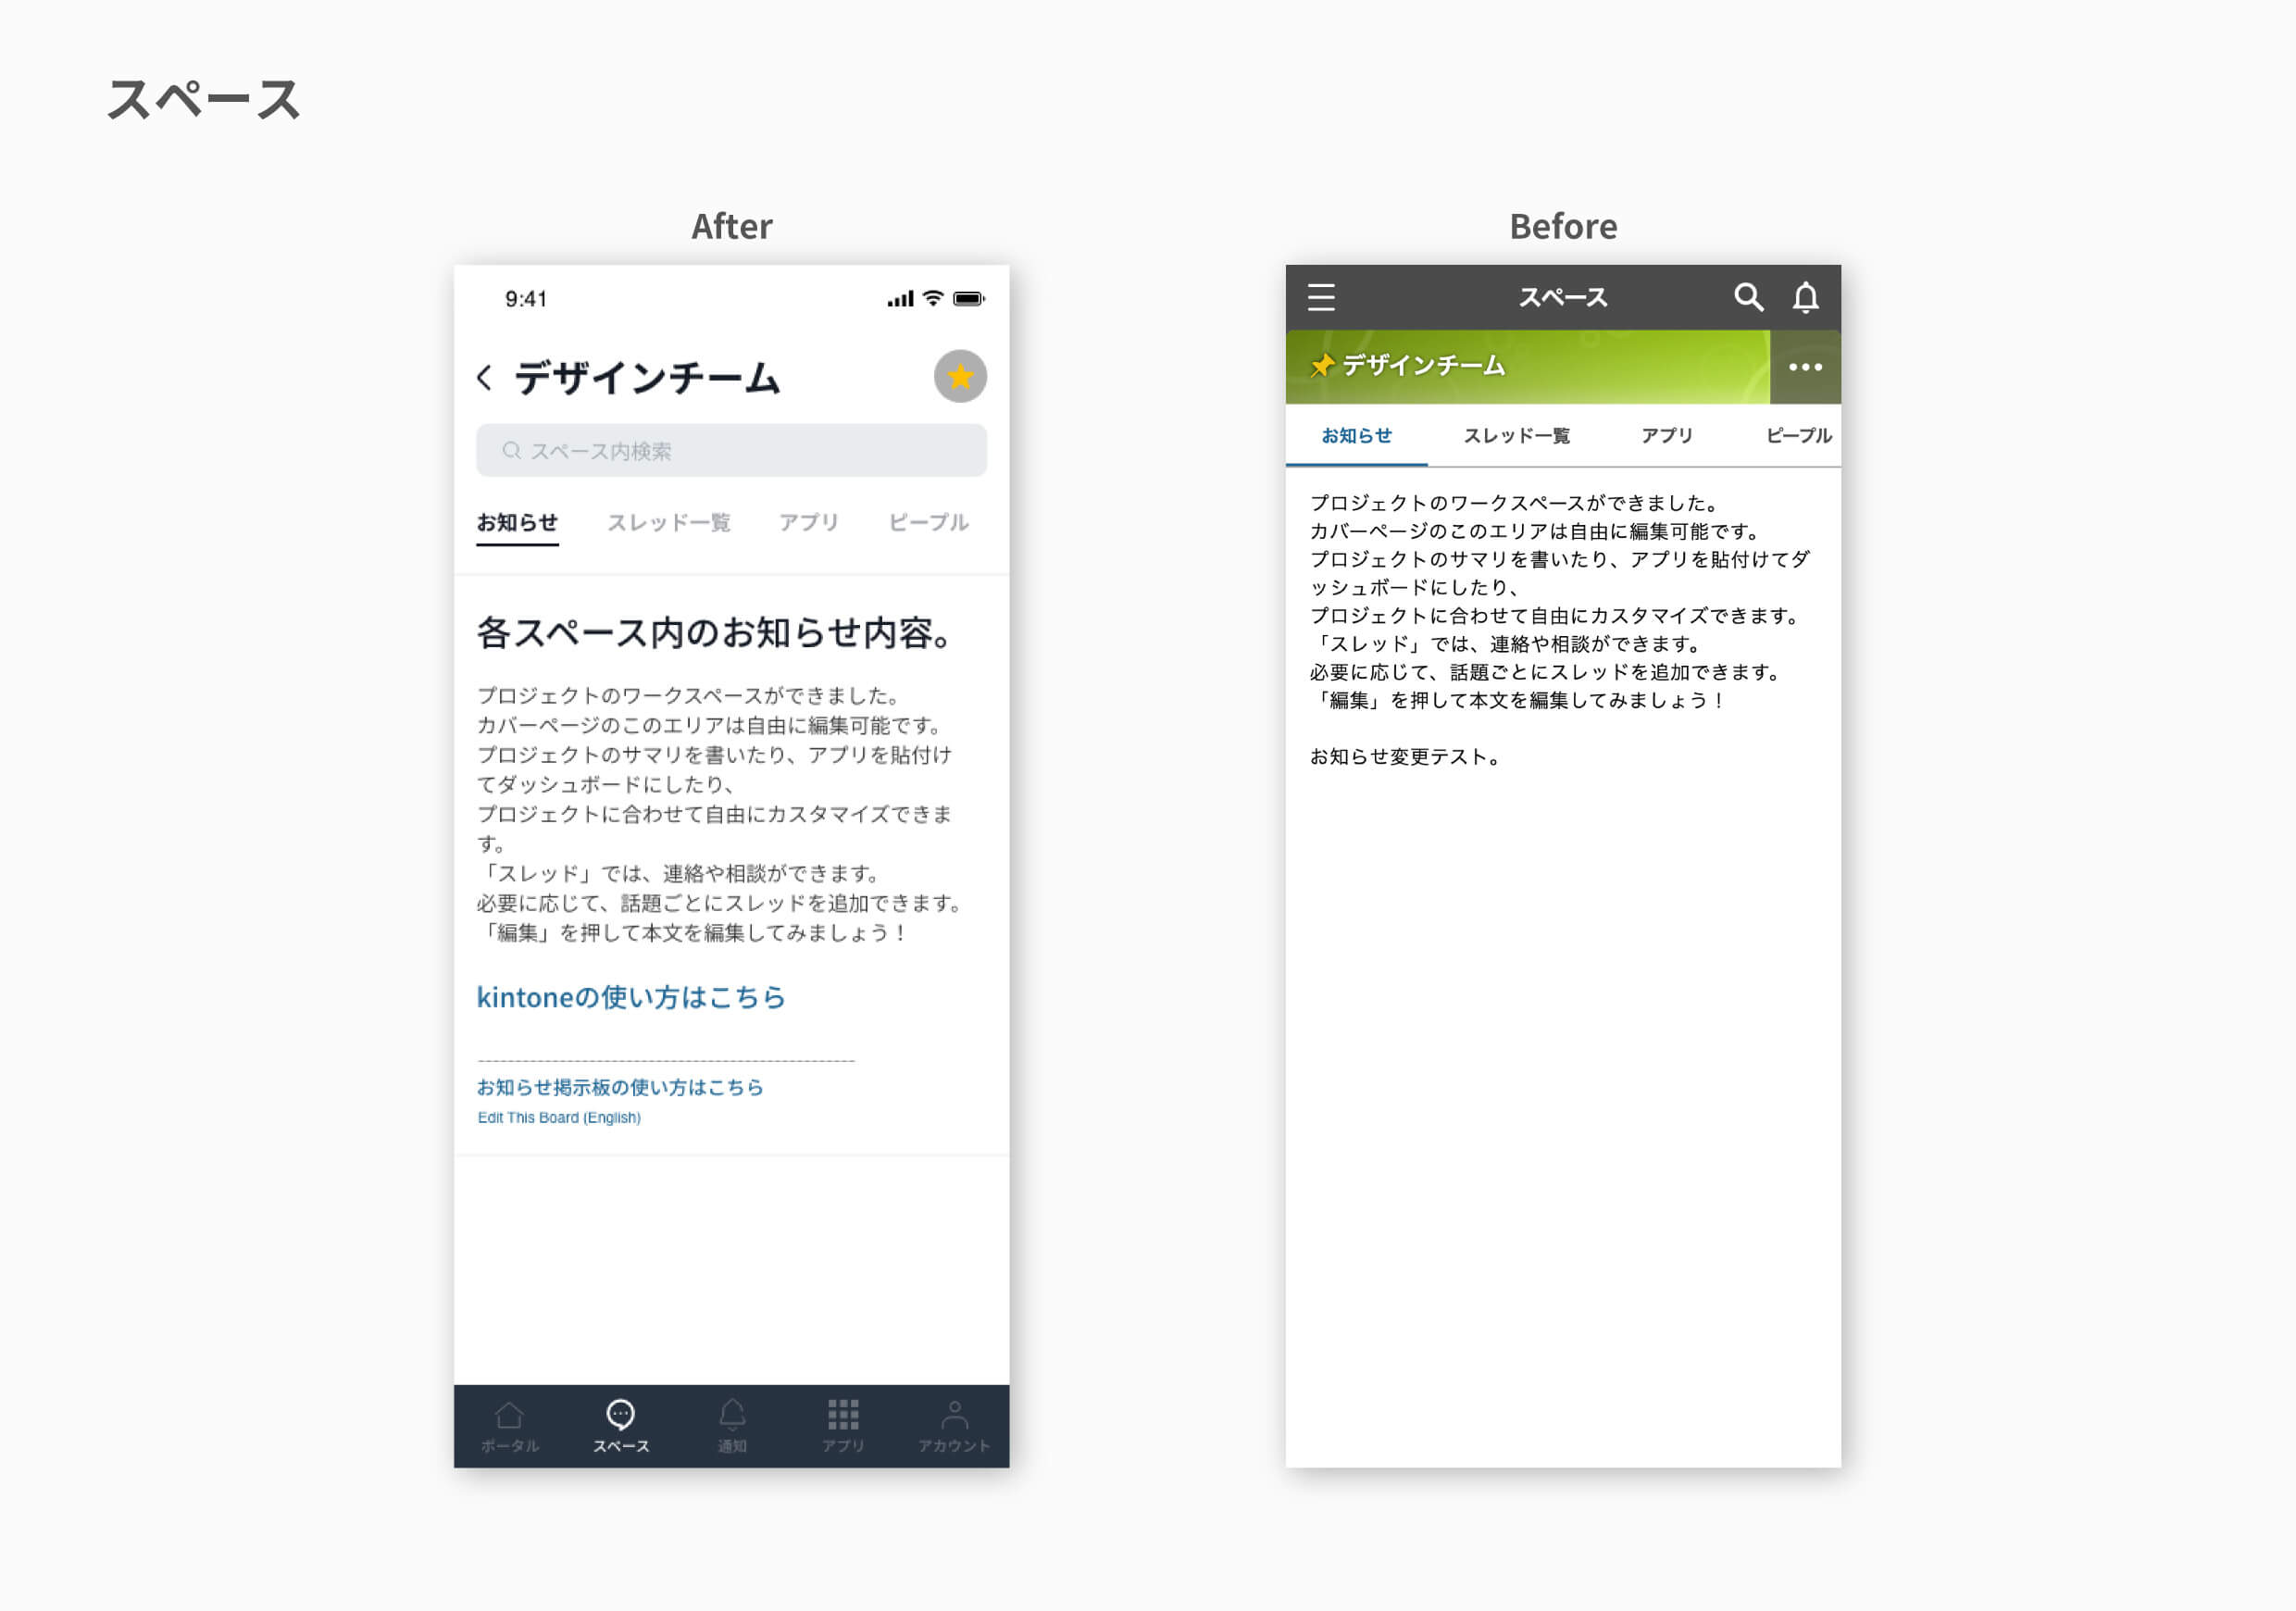 スペース
After
9:41
デザインチーム
スペース内検索
お知らせ スレッド一覧 アプリ ピープル
各スペース内のお知らせ内容。
プロジェクトのワークスペースができました。
カバーページのこのエリアは自由に編集可能です。
プロジェクトのサマリを書いたり、アプリを貼付け
てダッシュボードにしたり、
プロジェクトに合わせて自由にカスタマイズできま
す。
「スレッド」では、連絡や相談ができます。
必要に応じて、話題ごとにスレッドを追加できます。
「編集」を押して本文を編集してみましょう！
kintoneの使い方はこちら
お知らせ掲示板の使い方はこちら
Edit This Board (English)
ポータル スペース 通知 アプリ アカウント
Before
スペース
デザインチーム
お知らせ スレッド一覧 アプリ ピープル
プロジェクトのワークスペースができました。
カバーページのこのエリアは自由に編集可能です。
プロジェクトのサマリを書いたり、アプリを貼付けてダ
ッシュボードにしたり、
プロジェクトに合わせて自由にカスタマイズできます。
「スレッド」では、連絡や相談ができます。
必要に応じて、話題ごとにスレッドを追加できます。
「編集」を押して本文を編集してみましょう！
お知らせ変更テスト。